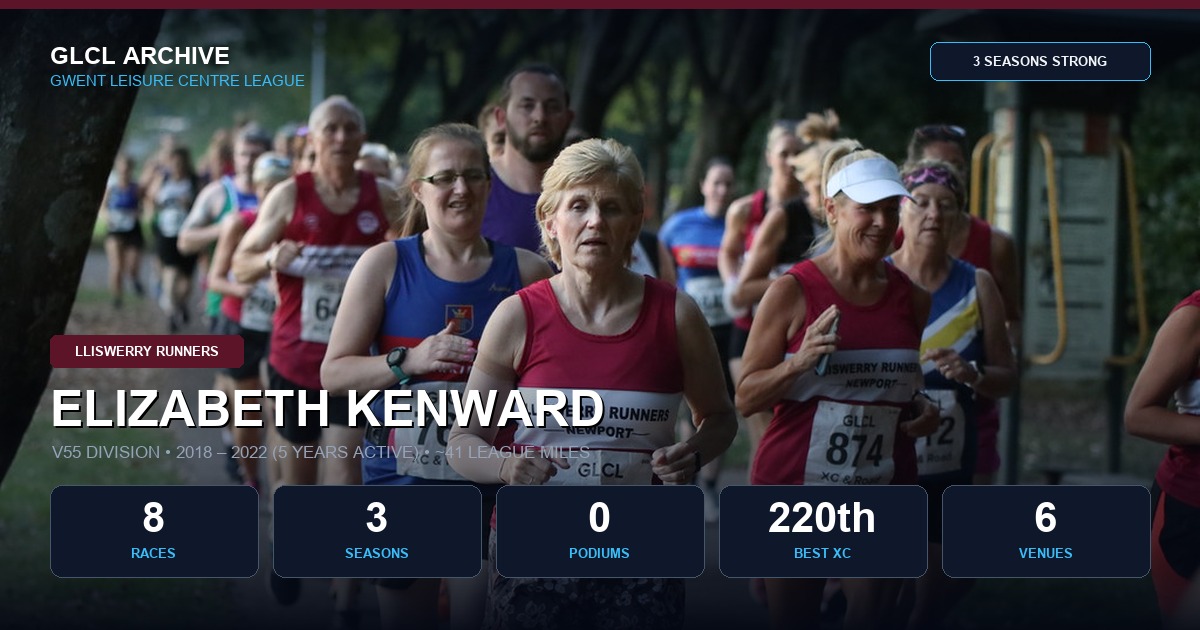 GLCL ARCHIVE
GWENT LEISURE CENTRE LEAGUE
3 SEASONS STRONG
LLISWERRY RUNNERS
ELIZABETH KENWARD
V55 DIVISION • 2018 – 2022 (5 YEARS ACTIVE) • ~41 LEAGUE MILES
8
RACES
3
SEASONS
0
PODIUMS
220th
BEST XC
6
VENUES
RUNNERS
NEWPORT
GLCL
NEWPORT
GLCL
874
XC & Road